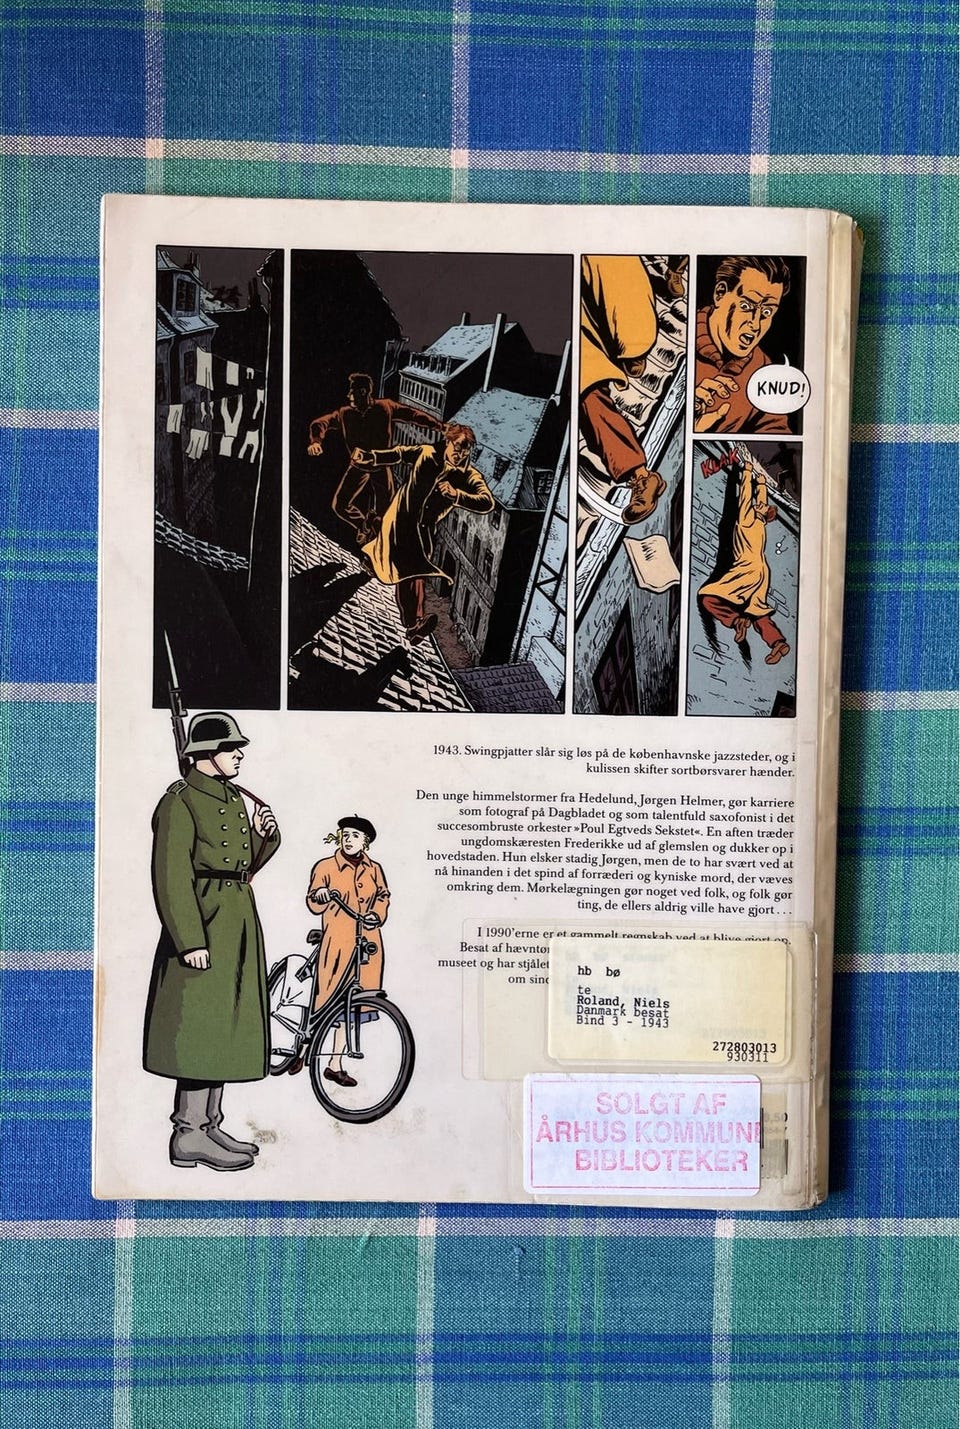 KNUD!
KLAK
1943. Swingpjatter slår sig løs på de københavnske jazzsteder, og i
kulissen skifter sortbørsvarer hænder.
Den unge himmelstormer fra Hedelund, Jørgen Helmer, gør karriere
som fotograf på Dagbladet og som talentfuld saxofonist i det
succesombruste orkester »Poul Egtveds Sekstet«. En aften træder
ungdomskæresten Frederikke ud af glemslen og dukker op i
hovedstaden. Hun elsker stadig Jørgen, men de to har svært ved at
nå hinanden i det spind af forræderi og kyniske mord, der væves
omkring dem. Mørkelægningen gør noget ved folk, og folk gør
ting, de ellers aldrig ville have gjort...
I 1990'erne er et gammelt regnskab ved at blive gjort op.
Besat af
museet og har stjålet
om
hb bø
te
Roland, Niels
Danmark besat
Bind 3 - 1943
272803013
930311
SOLGT AF
ÅRHUS KOMMUN
BIBLIOTEKER